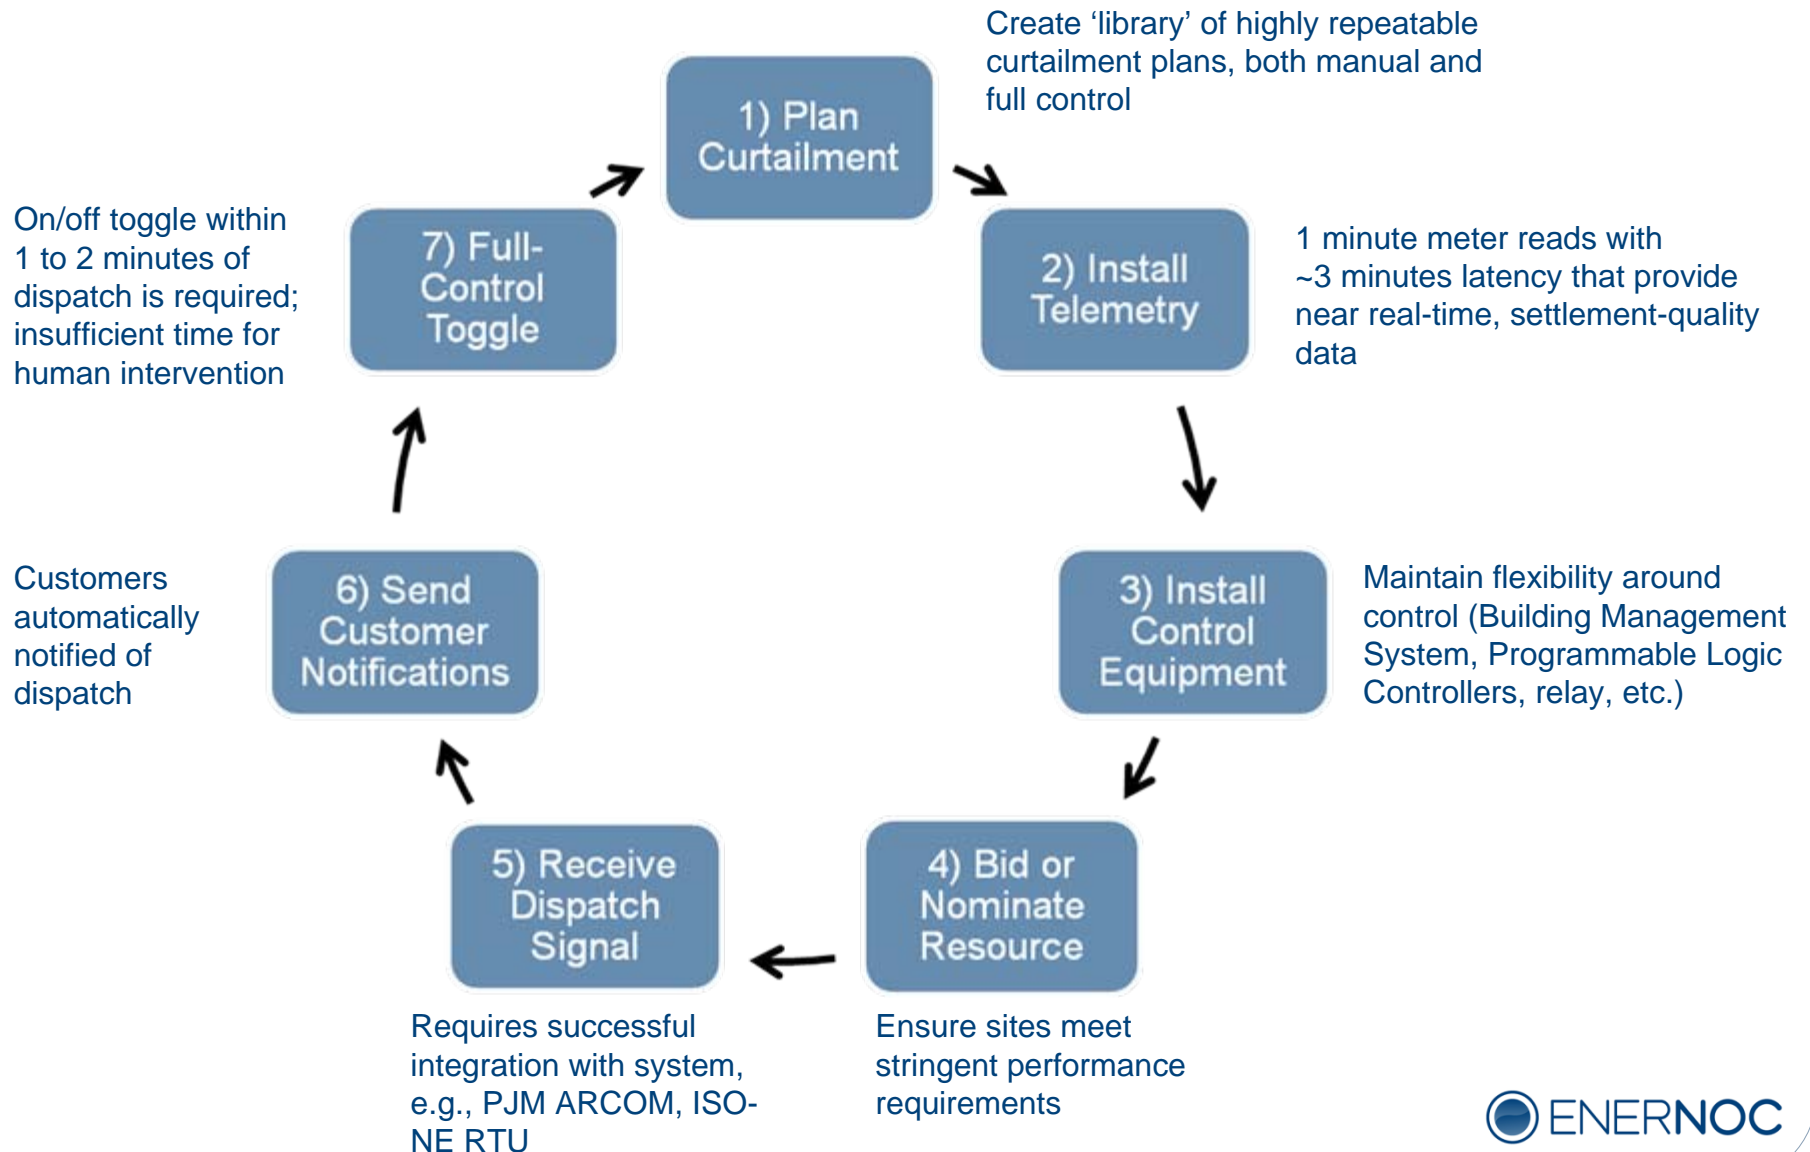 Create ‘library’ of highly repeatable
curtailment plans, both manual and
full control
1) Plan
Curtailment
On/off toggle within
1 to 2 minutes of
dispatch is required;
insufficient time for
human intervention
7) Full-
Control
Toggle
2) Install
Telemetry
1 minute meter reads with
~3 minutes latency that provide
near real-time, settlement-quality
data
Customers
automatically
notified of
dispatch
6) Send
Customer
Notifications
3) Install
Control
Equipment
Maintain flexibility around
control (Building Management
System, Programmable Logic
Controllers, relay, etc.)
5) Receive
Dispatch
Signal
4) Bid or
Nominate
Resource
Requires successful
integration with system,
e.g., PJM ARCOM, ISO-
NE RTU
Ensure sites meet
stringent performance
requirements
ENERNOC